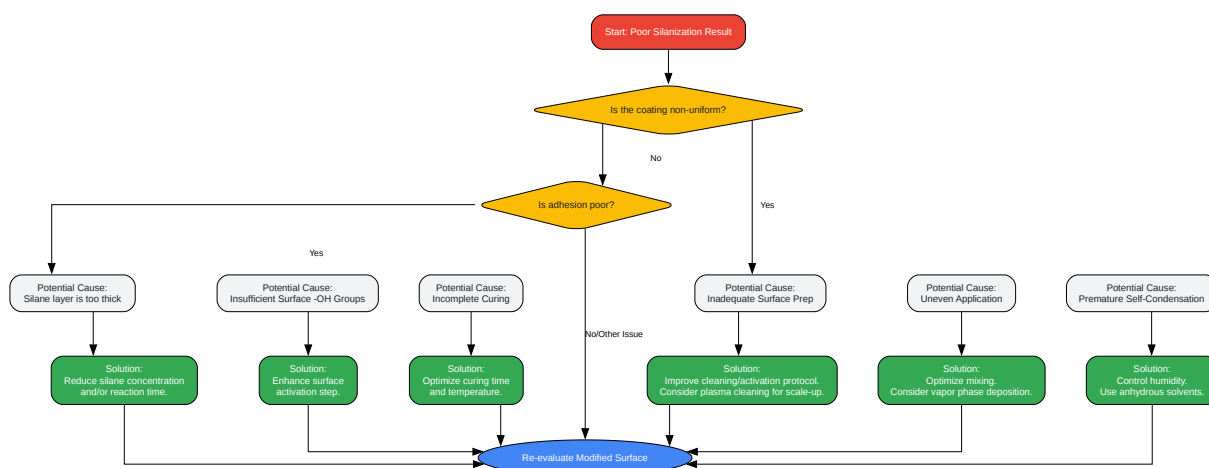 Start: Poor Silanization Result
Is the coating non-uniform?
No
Is adhesion poor?
Yes
Yes
Potential Cause:
Silane layer is too thick
Potential Cause:
Insufficient Surface -OH Groups
Potential Cause:
Incomplete Curing
Potential Cause:
Inadequate Surface Prep
Potential Cause:
Uneven Application
Potential Cause:
Premature Self-Condensation
No/Other Issue
Solution:
Reduce silane concentration
and/or reaction time.
Solution:
Enhance surface
activation step.
Solution:
Optimize curing time
and temperature.
Solution:
Improve cleaning/activation protocol.
Consider plasma cleaning for scale-up.
Solution:
Optimize mixing.
Consider vapor phase deposition.
Solution:
Control humidity.
Use anhydrous solvents.
Re-evaluate Modified Surface